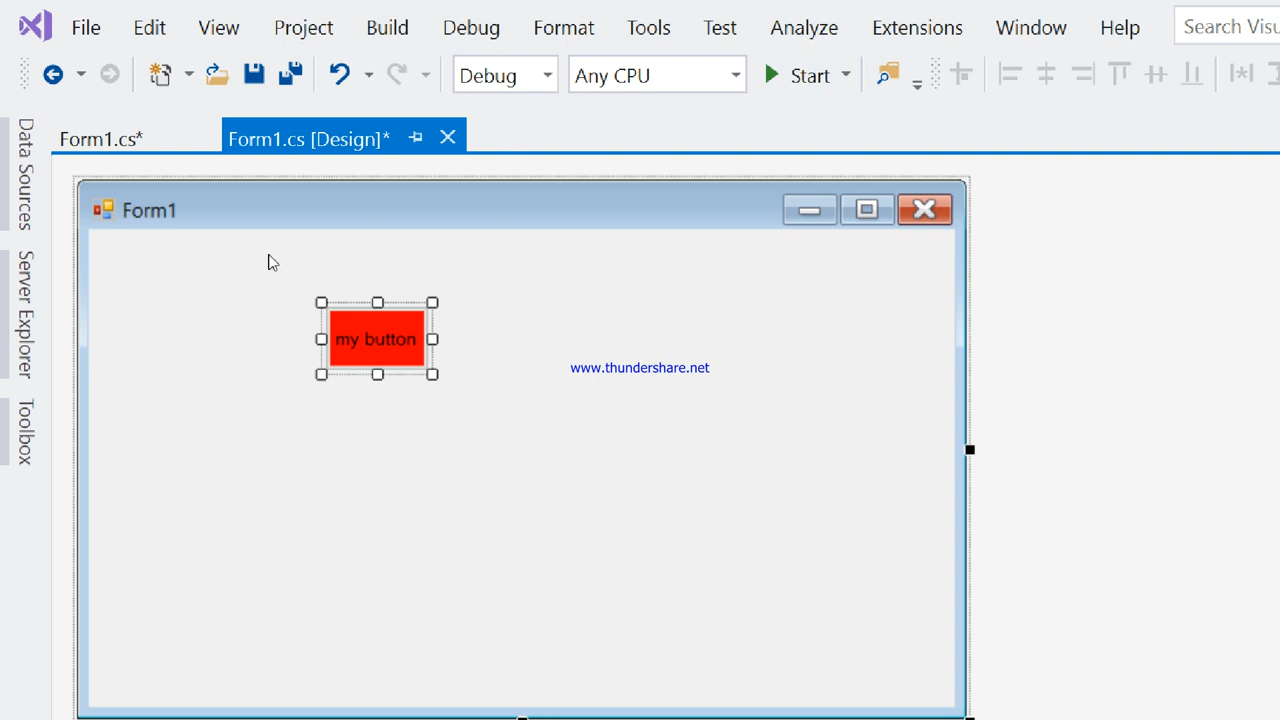 File Edit View Project Build Debug Format Tools Test Analyze Extensions Window Help Search Visu
Debug Any CPU Start
Form1.cs* Form1.cs [Design]*
Data Sources
Server Explorer
Toolbox
Form1
my button
www.thundershare.net